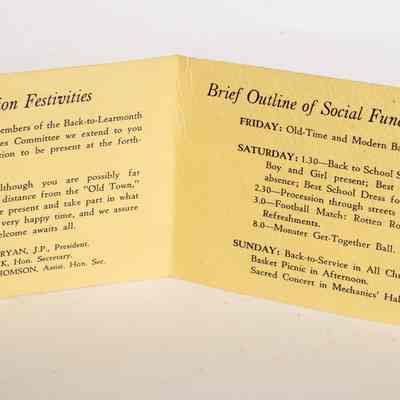 ion Festivities
embers of the Back-to-Learmonth
es Committee we extend to you
tion to be present at the forth-
although you are possibly far
distance from the "Old Town,"
e present and take part in what
very happy time, and we assure
elcome awaits all.
RYAN, J.P., President.
K, Hon. Secretary.
HOMSON, Assist. Hon. Sec.
Brief Outline of Social Func
FRIDAY: Old-Time and Modern Ba
SATURDAY: 1.30—Back to School S
Boy and Girl present; Best
absence; Best School Dress fo
2.30—Procession through streets
3.0—Football Match: Rotten Ro
Refreshments.
8.0—Monster Get-Together Ball.
SUNDAY: Back-to-Service in All Ch
Basket Picnic in Afternoon.
Sacred Concert in Mechanics' Hal